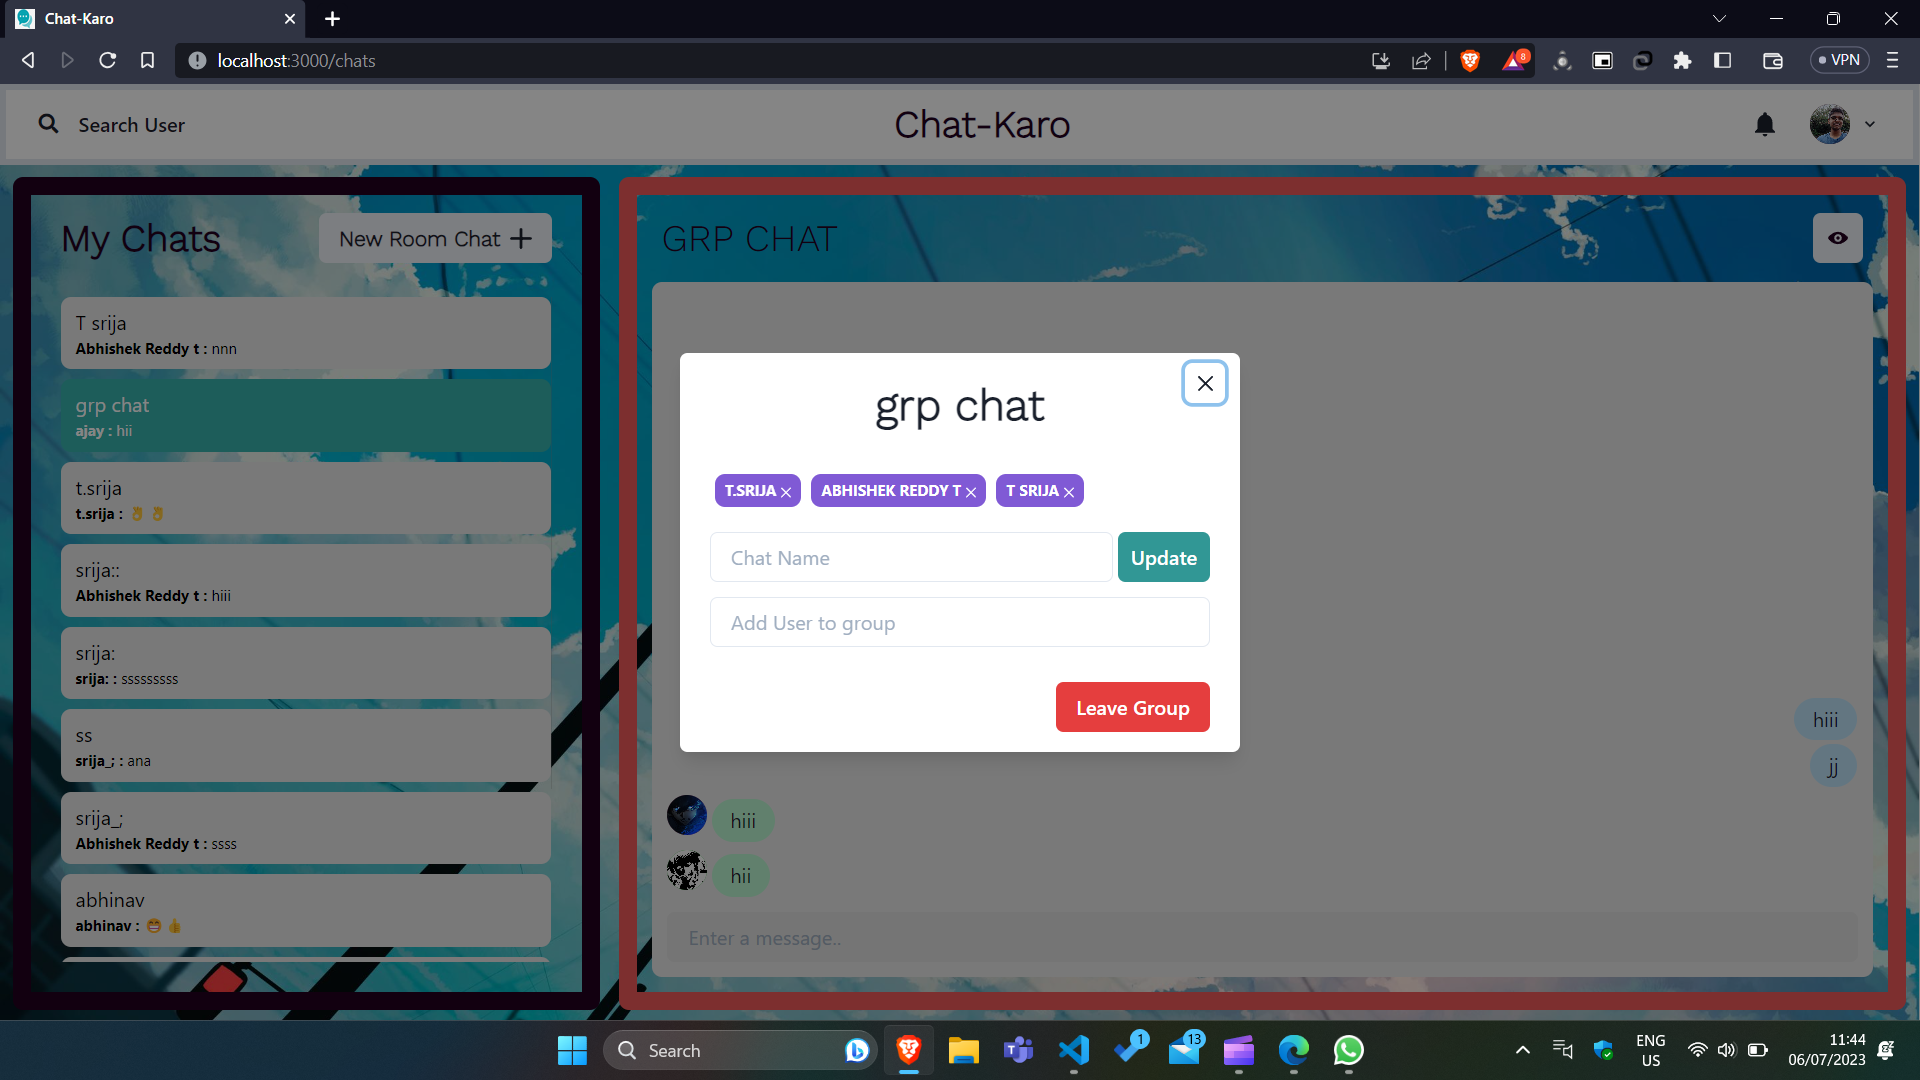 Chat-Karo
localhost:3000/chats
8
VPN
Search User
Chat-Karo
My Chats
New Room Chat
T srija
Abhishek Reddy t : nnn
grp chat
ajay : hii
t.srija
t.srija : 👌 👌
srija::
Abhishek Reddy t : hiii
srija:
srija: : sssssssss
ss
srija_; : ana
srija_;
Abhishek Reddy t : ssss
abhinav
abhinav : 😁 👍
GRP CHAT
grp chat
T.SRIJA
ABHISHEK REDDY T
T SRIJA
Chat Name
Update
Add User to group
Leave Group
hiii
jj
hiii
hii
Enter a message..
Search
1
13
ENG
US
11:44
06/07/2023